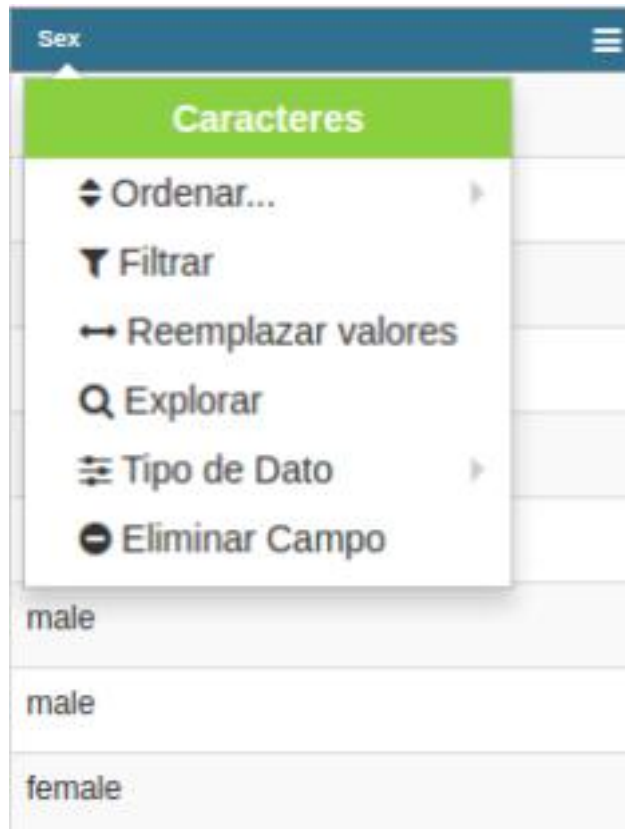 Sex
Caracteres
Ordenar...
Filtrar
Reemplazar valores
Explorar
Tipo de Dato
Eliminar Campo
male
male
female